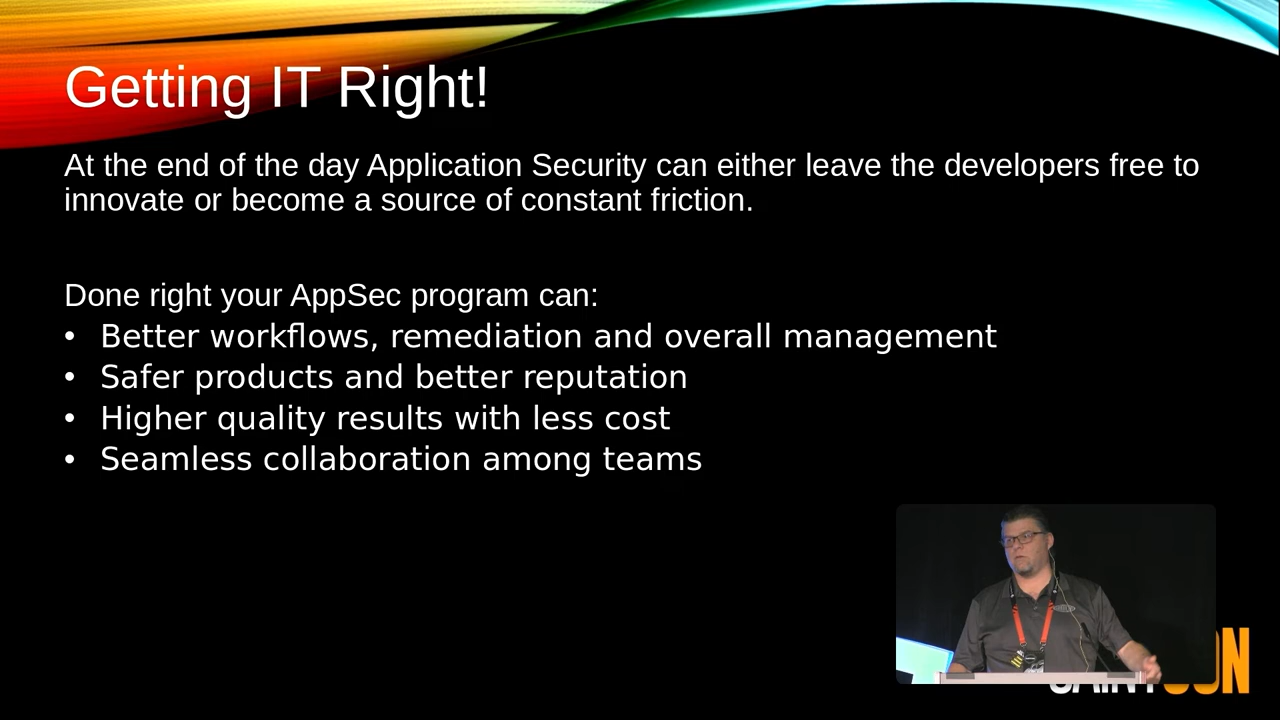 Getting IT Right!
At the end of the day Application Security can either leave the developers free to
innovate or become a source of constant friction.
Done right your AppSec program can:
• Better workflows, remediation and overall management
• Safer products and better reputation
• Higher quality results with less cost
• Seamless collaboration among teams